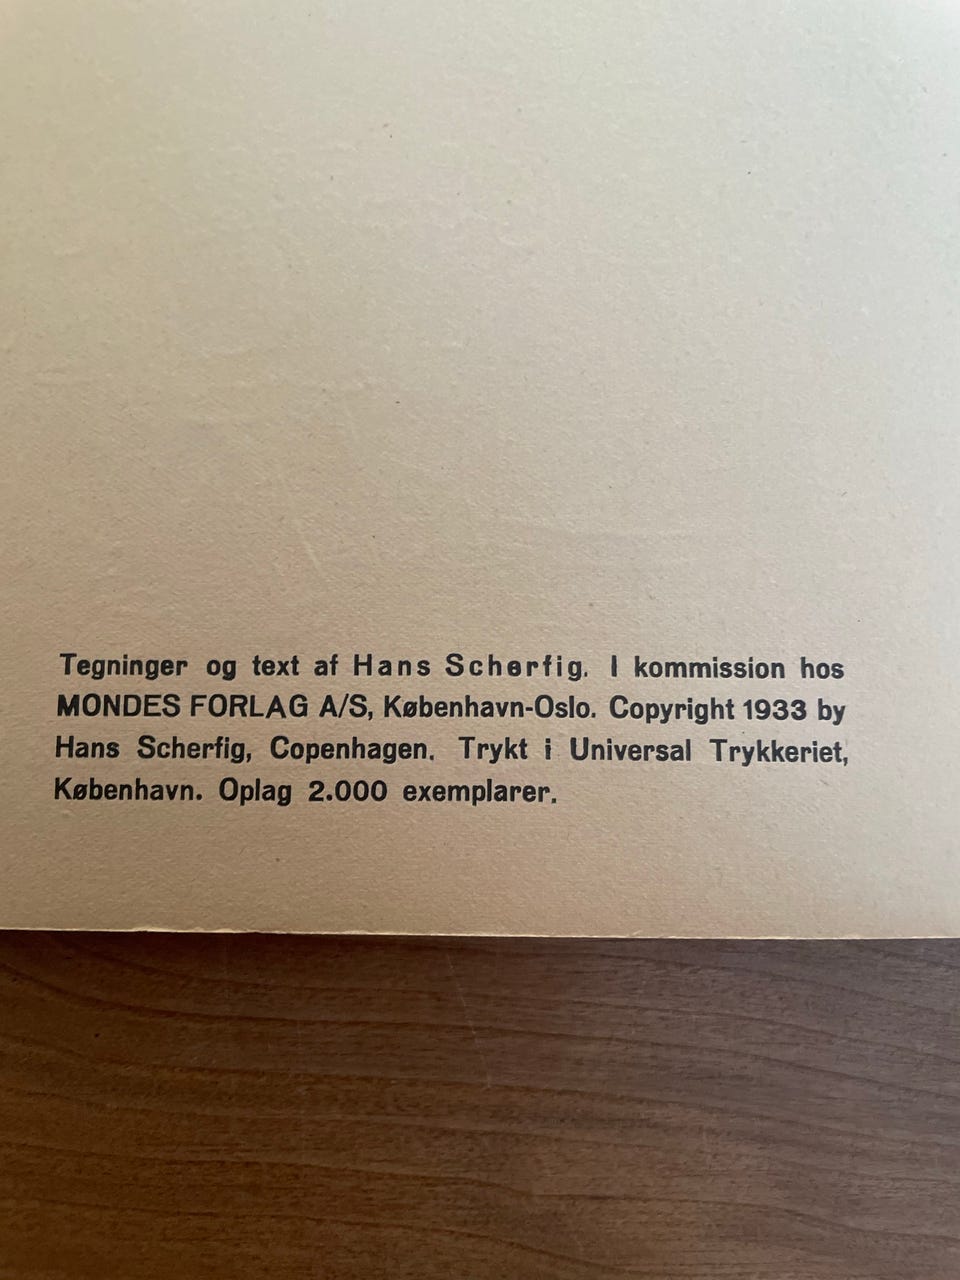 Tegninger og text af Hans Scherfig. I kommission hos
MONDES FORLAG A/S, København-Oslo. Copyright 1933 by
Hans Scherfig, Copenhagen. Trykt i Universal Trykkeriet,
København. Oplag 2.000 exemplarer.